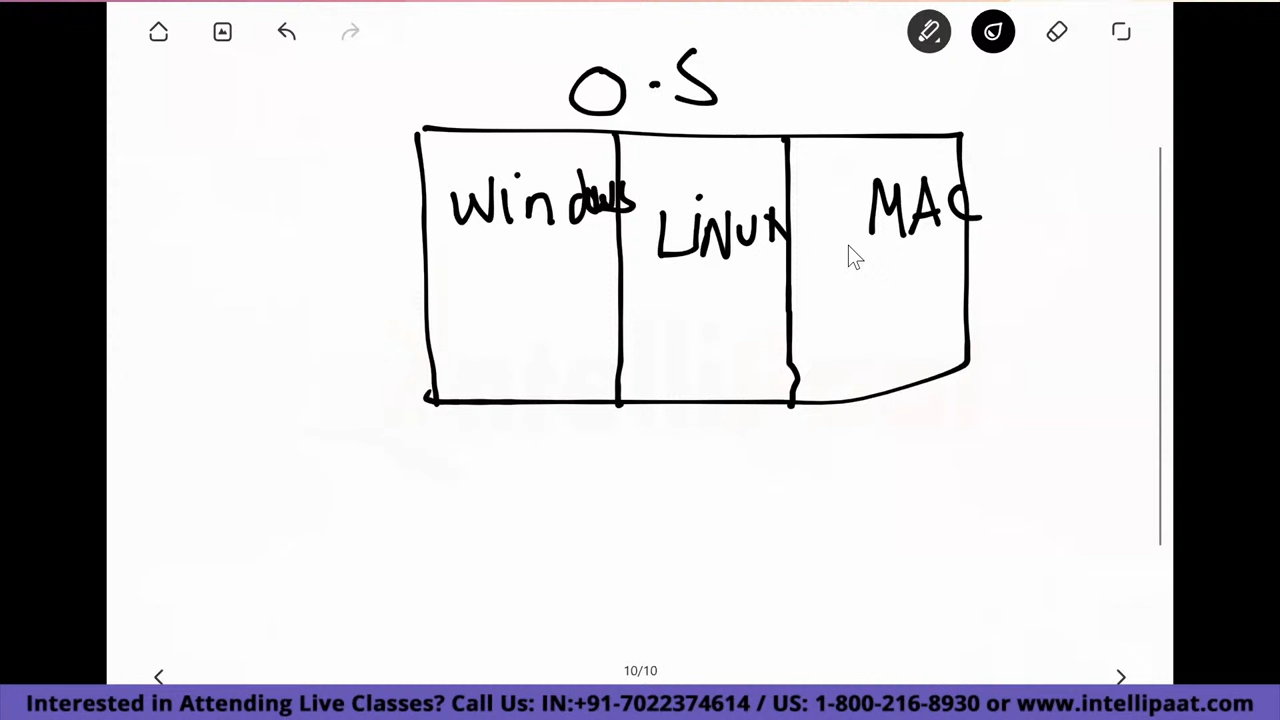 O.S
Windows
LiNUX
MAC
10/10
Interested in Attending Live Classes? Call Us: IN:+91-7022374614 / US: 1-800-216-8930 or www.intellipaat.com